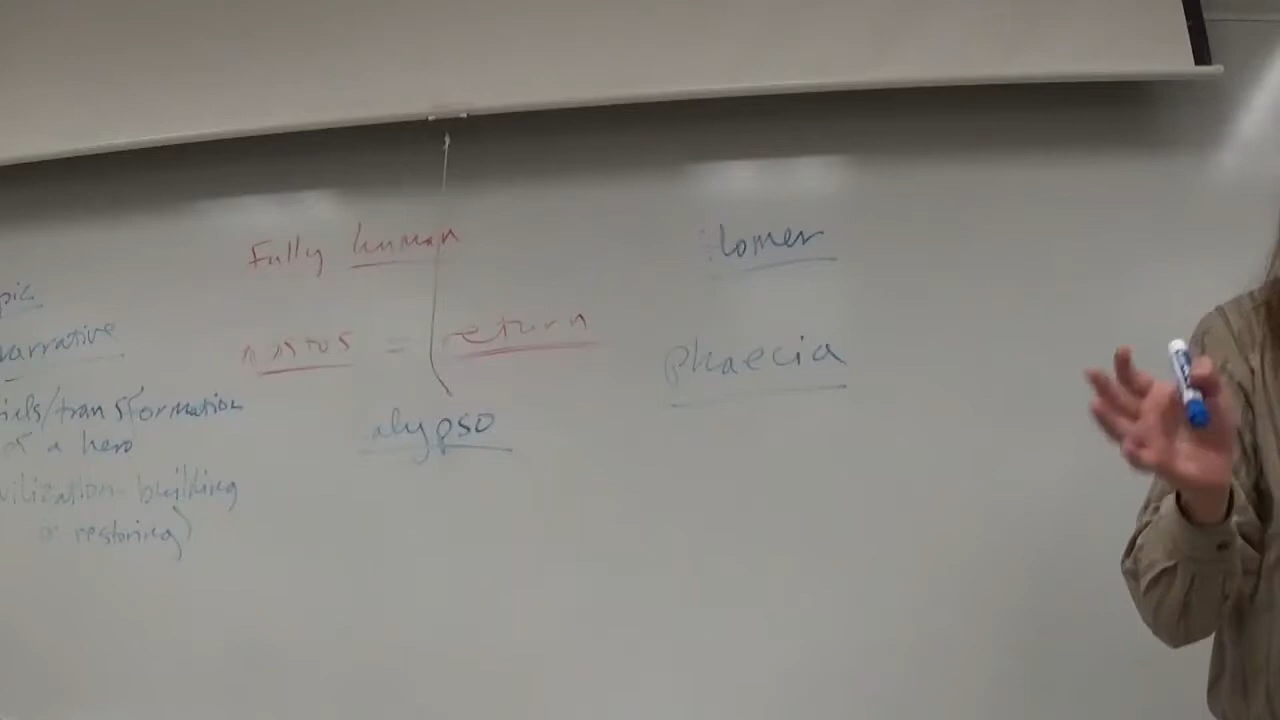 pic
narrative
ials/transformation
of a hero
vilization-building
or restoring)
Fully human
nostos = return
alypso
Homer
Phaecia